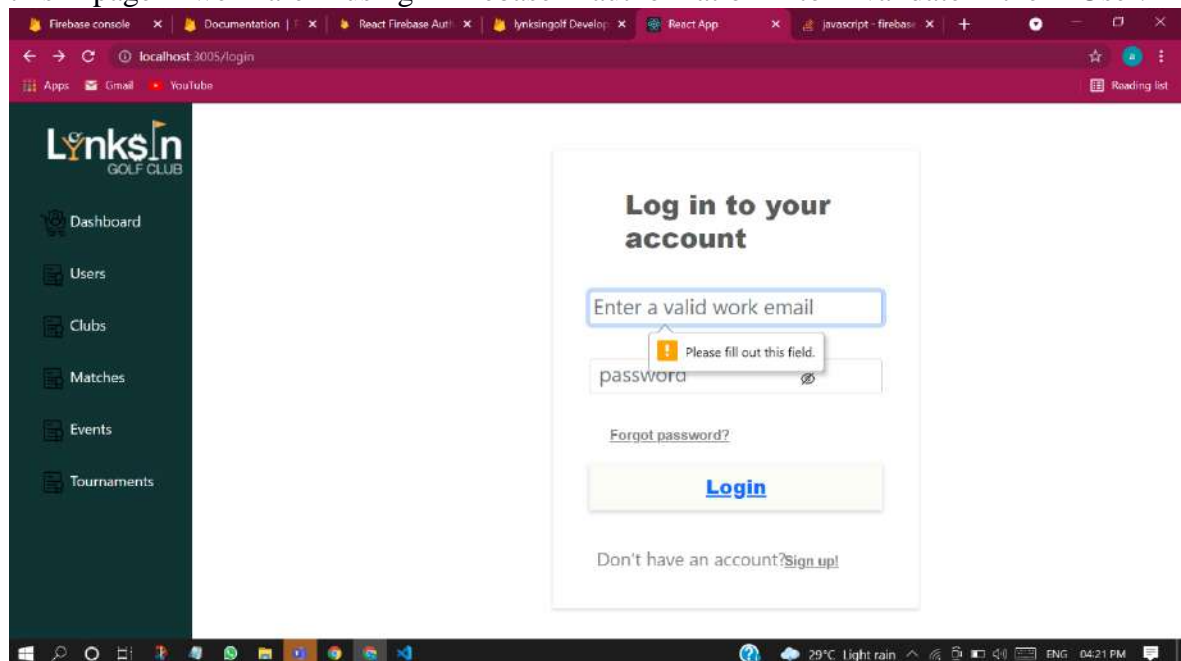 Firebase console
Documentation | F
React Firebase Auth
lynksingolf Develop
React App
javascript - firebase
localhost:3005/login
Apps
Gmail
YouTube
Reading list
Lynks$In
GOLF CLUB
Dashboard
Users
Clubs
Matches
Events
Tournaments
Log in to your
account
Enter a valid work email
Please fill out this field.
password
Forgot password?
Login
Don't have an account?Sign up!
29°C Light rain
ENG
04:21 PM